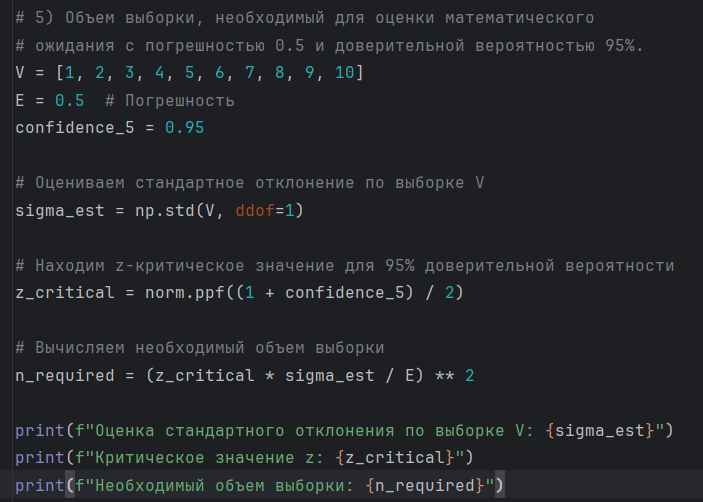 # 5) Объем выборки, необходимый для оценки математического
# ожидания с погрешностью 0.5 и доверительной вероятностью 95%.
V = [1, 2, 3, 4, 5, 6, 7, 8, 9, 10]
E = 0.5  # Погрешность
confidence_5 = 0.95
# Оцениваем стандартное отклонение по выборке V
sigma_est = np.std(V, ddof=1)
# Находим z-критическое значение для 95% доверительной вероятности
z_critical = norm.ppf((1 + confidence_5) / 2)
# Вычисляем необходимый объем выборки
n_required = (z_critical * sigma_est / E) ** 2
print(f"Оценка стандартного отклонения по выборке V: {sigma_est}")
print(f"Критическое значение z: {z_critical}")
print(f"Необходимый объем выборки: {n_required}")